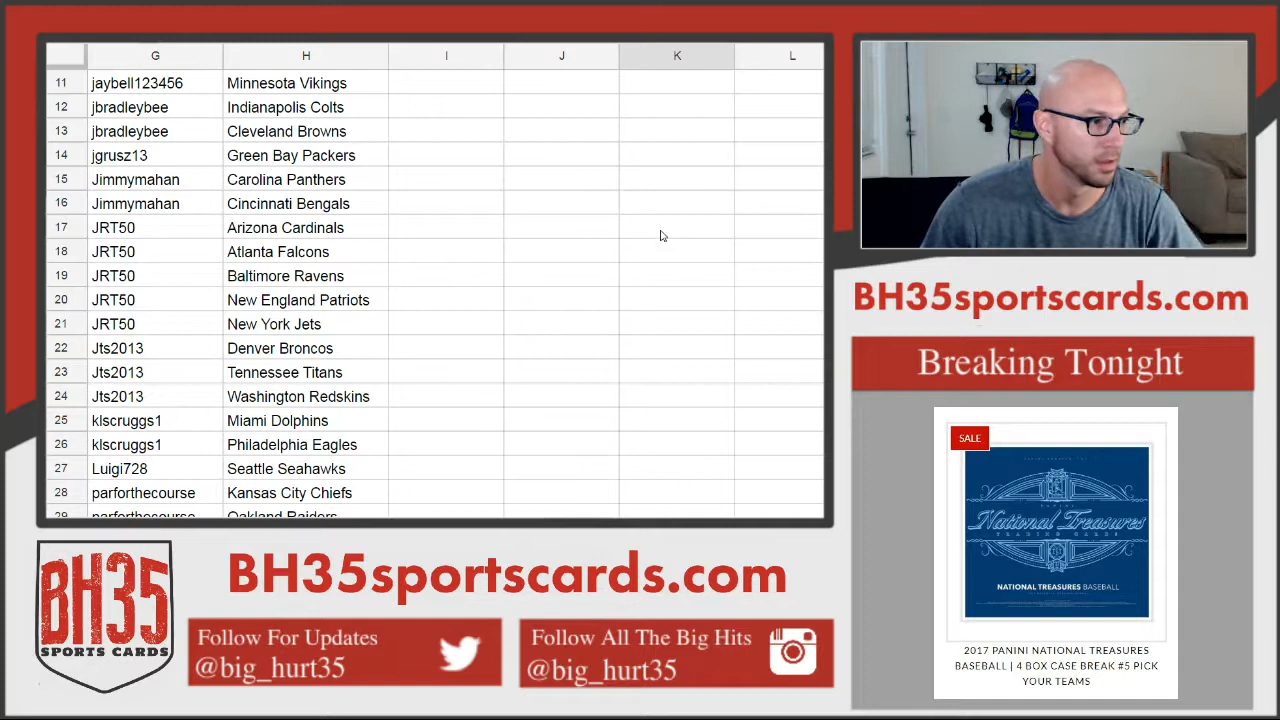 G H I J K L
11 jaybell123456 Minnesota Vikings
12 jbradleybee Indianapolis Colts
13 jbradleybee Cleveland Browns
14 jgrusz13 Green Bay Packers
15 Jimmymahan Carolina Panthers
16 Jimmymahan Cincinnati Bengals
17 JRT50 Arizona Cardinals
18 JRT50 Atlanta Falcons
19 JRT50 Baltimore Ravens
20 JRT50 New England Patriots
21 JRT50 New York Jets
22 Jts2013 Denver Broncos
23 Jts2013 Tennessee Titans
24 Jts2013 Washington Redskins
25 klscruggs1 Miami Dolphins
26 klscruggs1 Philadelphia Eagles
27 Luigi728 Seattle Seahawks
28 parforthecourse Kansas City Chiefs
29 parforthecourse Oakland Raiders
BH35sportscards.com
Breaking Tonight
SALE
National Treasures
TRADING CARDS
NATIONAL TREASURES BASEBALL
2017 PANINI NATIONAL TREASURES
BASEBALL | 4 BOX CASE BREAK #5 PICK
YOUR TEAMS
BH35
SPORTS CARDS
BH35sportscards.com
Follow For Updates
@big_hurt35
Follow All The Big Hits
@big_hurt35